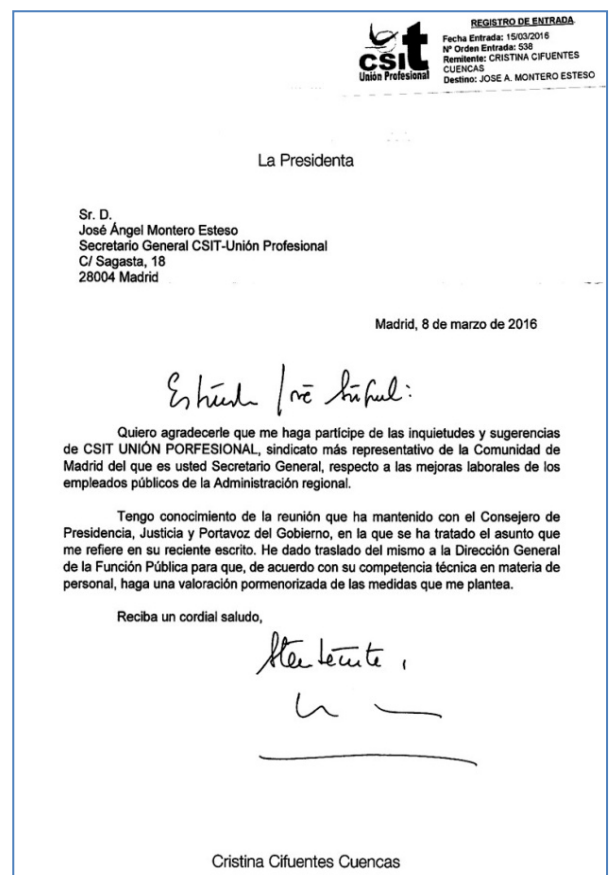 CSIT
Unión Profesional
REGISTRO DE ENTRADA
Fecha Entrada: 15/03/2016
Nº Orden Entrada: 538
Remitente: CRISTINA CIFUENTES
CUENCAS
Destino: JOSE A. MONTERO ESTESO
La Presidenta
Sr. D.
José Ángel Montero Esteso
Secretario General CSIT-Unión Profesional
C/ Sagasta, 18
28004 Madrid
Madrid, 8 de marzo de 2016
Estimado José Ángel:
Quiero agradecerle que me haga partícipe de las inquietudes y sugerencias
de CSIT UNIÓN PORFESIONAL, sindicato más representativo de la Comunidad de
Madrid del que es usted Secretario General, respecto a las mejoras laborales de los
empleados públicos de la Administración regional.
Tengo conocimiento de la reunión que ha mantenido con el Consejero de
Presidencia, Justicia y Portavoz del Gobierno, en la que se ha tratado el asunto que
me refiere en su reciente escrito. He dado traslado del mismo a la Dirección General
de la Función Pública para que, de acuerdo con su competencia técnica en materia de
personal, haga una valoración pormenorizada de las medidas que me plantea.
Reciba un cordial saludo,
Atentamente,
Cristina Cifuentes Cuencas